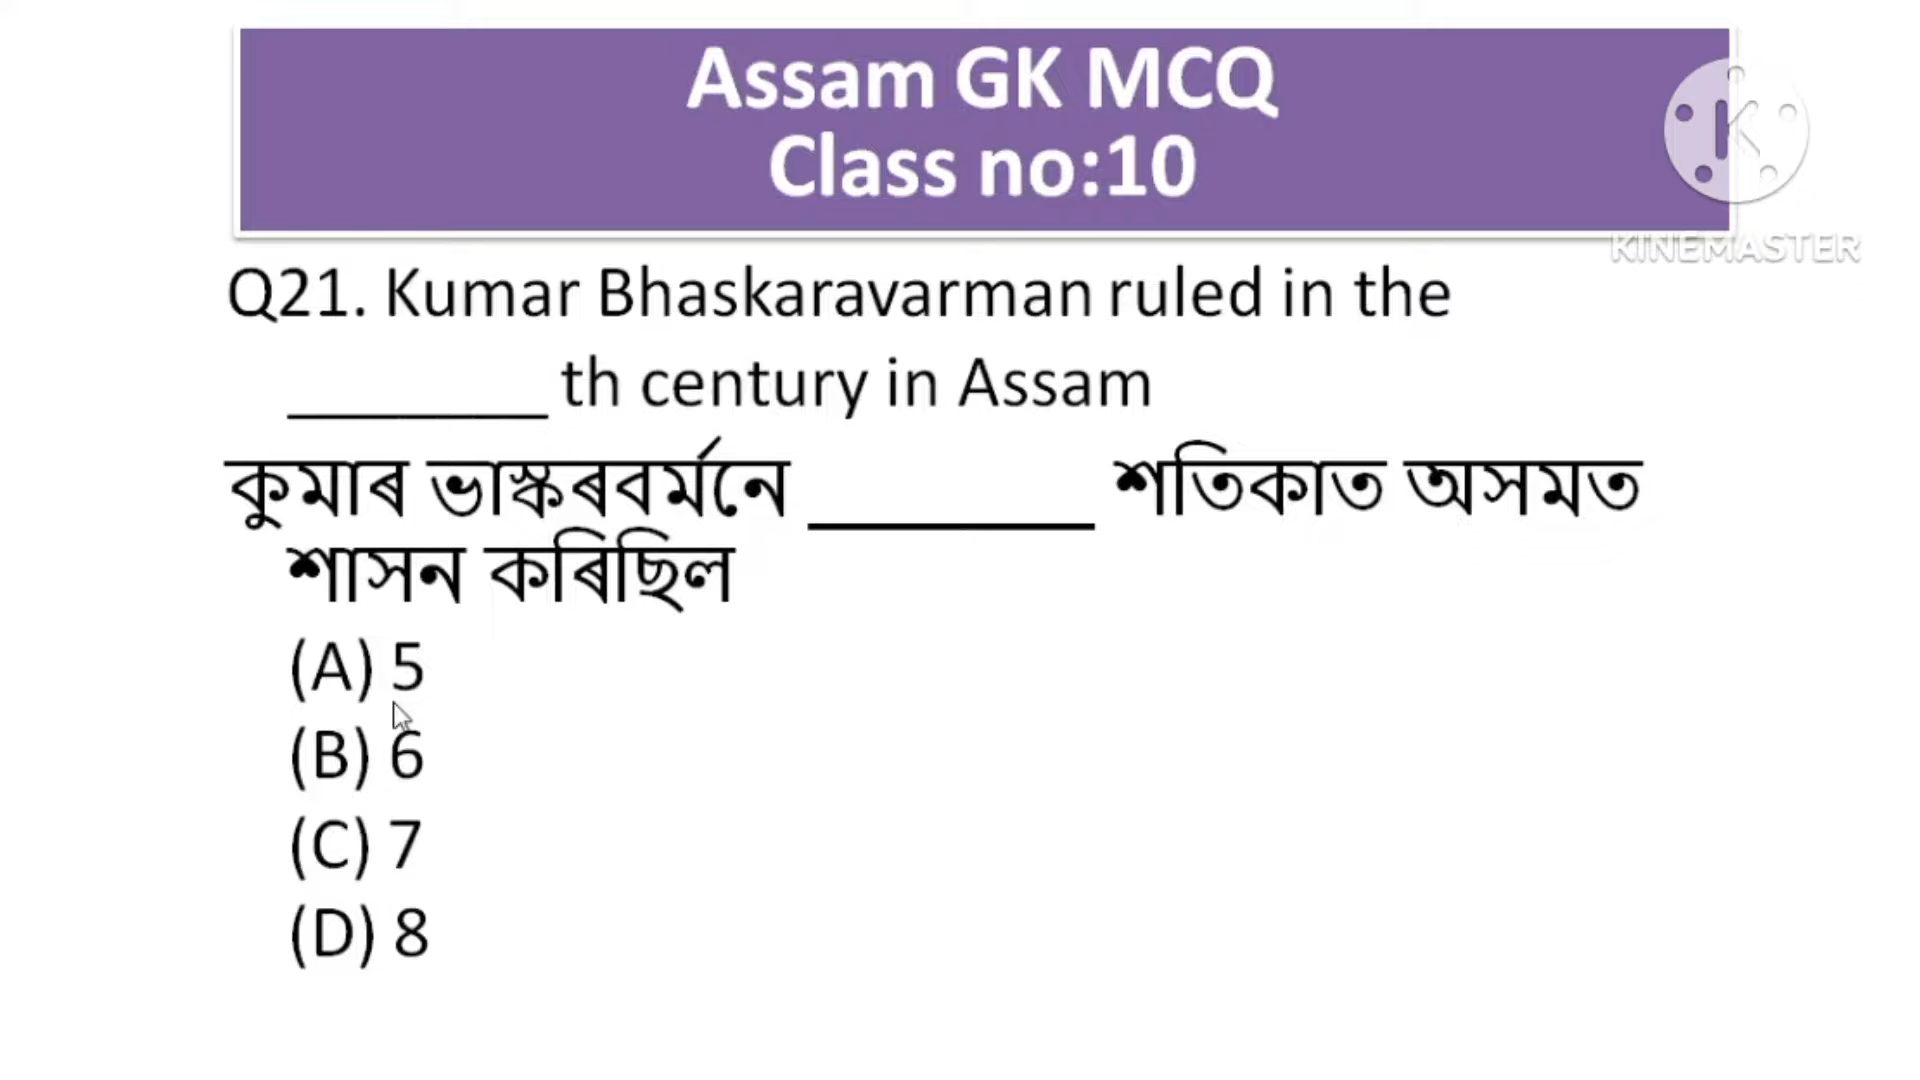 Assam GK MCQ
Class no:10
KINEMASTER
Q21. Kumar Bhaskaravarman ruled in the
________ th century in Assam
কুমাৰ ভাস্কৰবৰ্মনে ________ শতিকাত অসমত
শাসন কৰিছিল
(A) 5
(B) 6
(C) 7
(D) 8